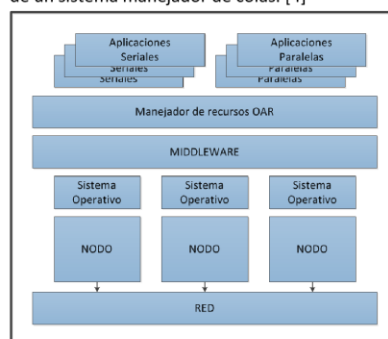 de un sistema manejador de colas. [4]
Aplicaciones
Seriales
Seriales
Seriales
Aplicaciones
Paralelas
Paralelas
Paralelas
Manejador de recursos OAR
MIDDLEWARE
Sistema
Operativo
Sistema
Operativo
Sistema
Operativo
NODO
NODO
NODO
RED